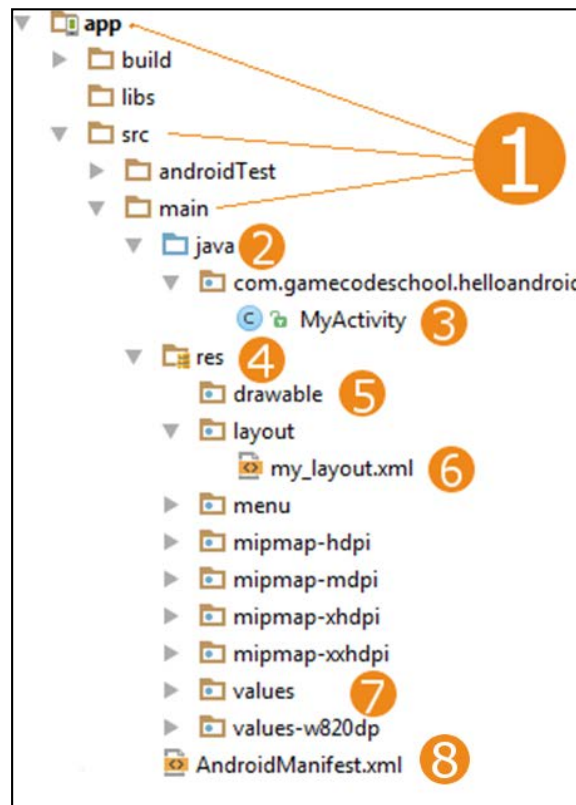 app
build
libs
1
src
androidTest
main
java 2
com.gamecodeschool.helloandroid
C MyActivity 3
res 4
drawable 5
layout
<> my_layout.xml 6
menu
mipmap-hdpi
mipmap-mdpi
mipmap-xhdpi
mipmap-xxhdpi
values 7
values-w820dp
<> AndroidManifest.xml 8